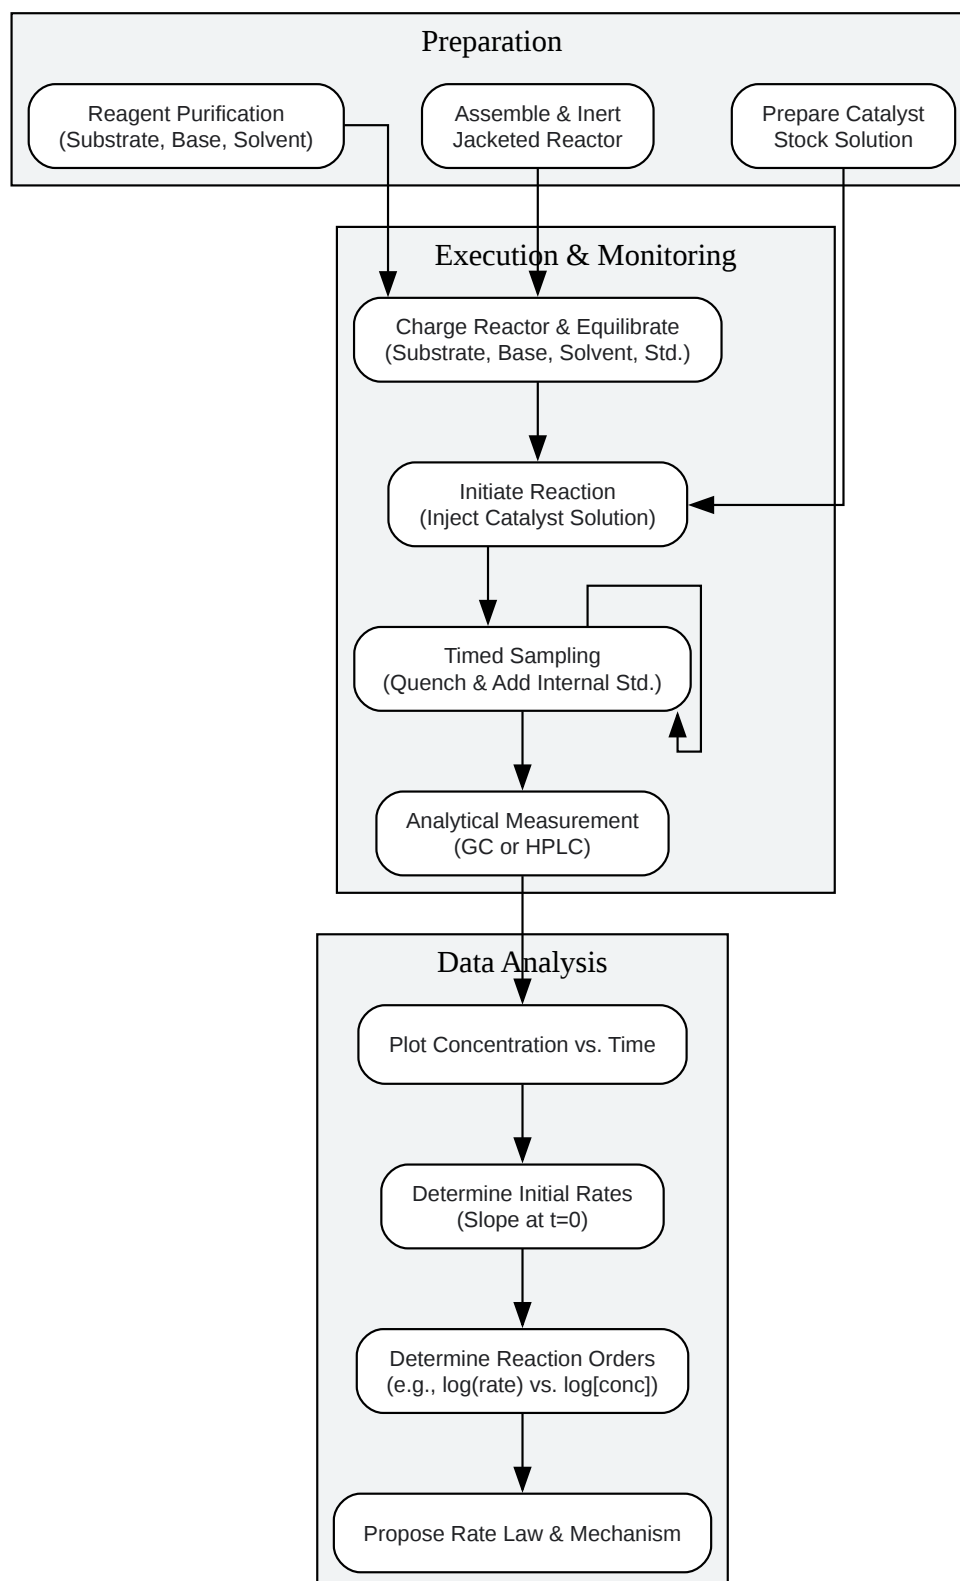 Preparation
Reagent Purification
(Substrate, Base, Solvent)
Assemble & Inert
Jacketed Reactor
Prepare Catalyst
Stock Solution
Execution & Monitoring
Charge Reactor & Equilibrate
(Substrate, Base, Solvent, Std.)
Initiate Reaction
(Inject Catalyst Solution)
Timed Sampling
(Quench & Add Internal Std.)
Analytical Measurement
(GC or HPLC)
Data Analysis
Plot Concentration vs. Time
Determine Initial Rates
(Slope at t=0)
Determine Reaction Orders
(e.g., log(rate) vs. log[conc])
Propose Rate Law & Mechanism